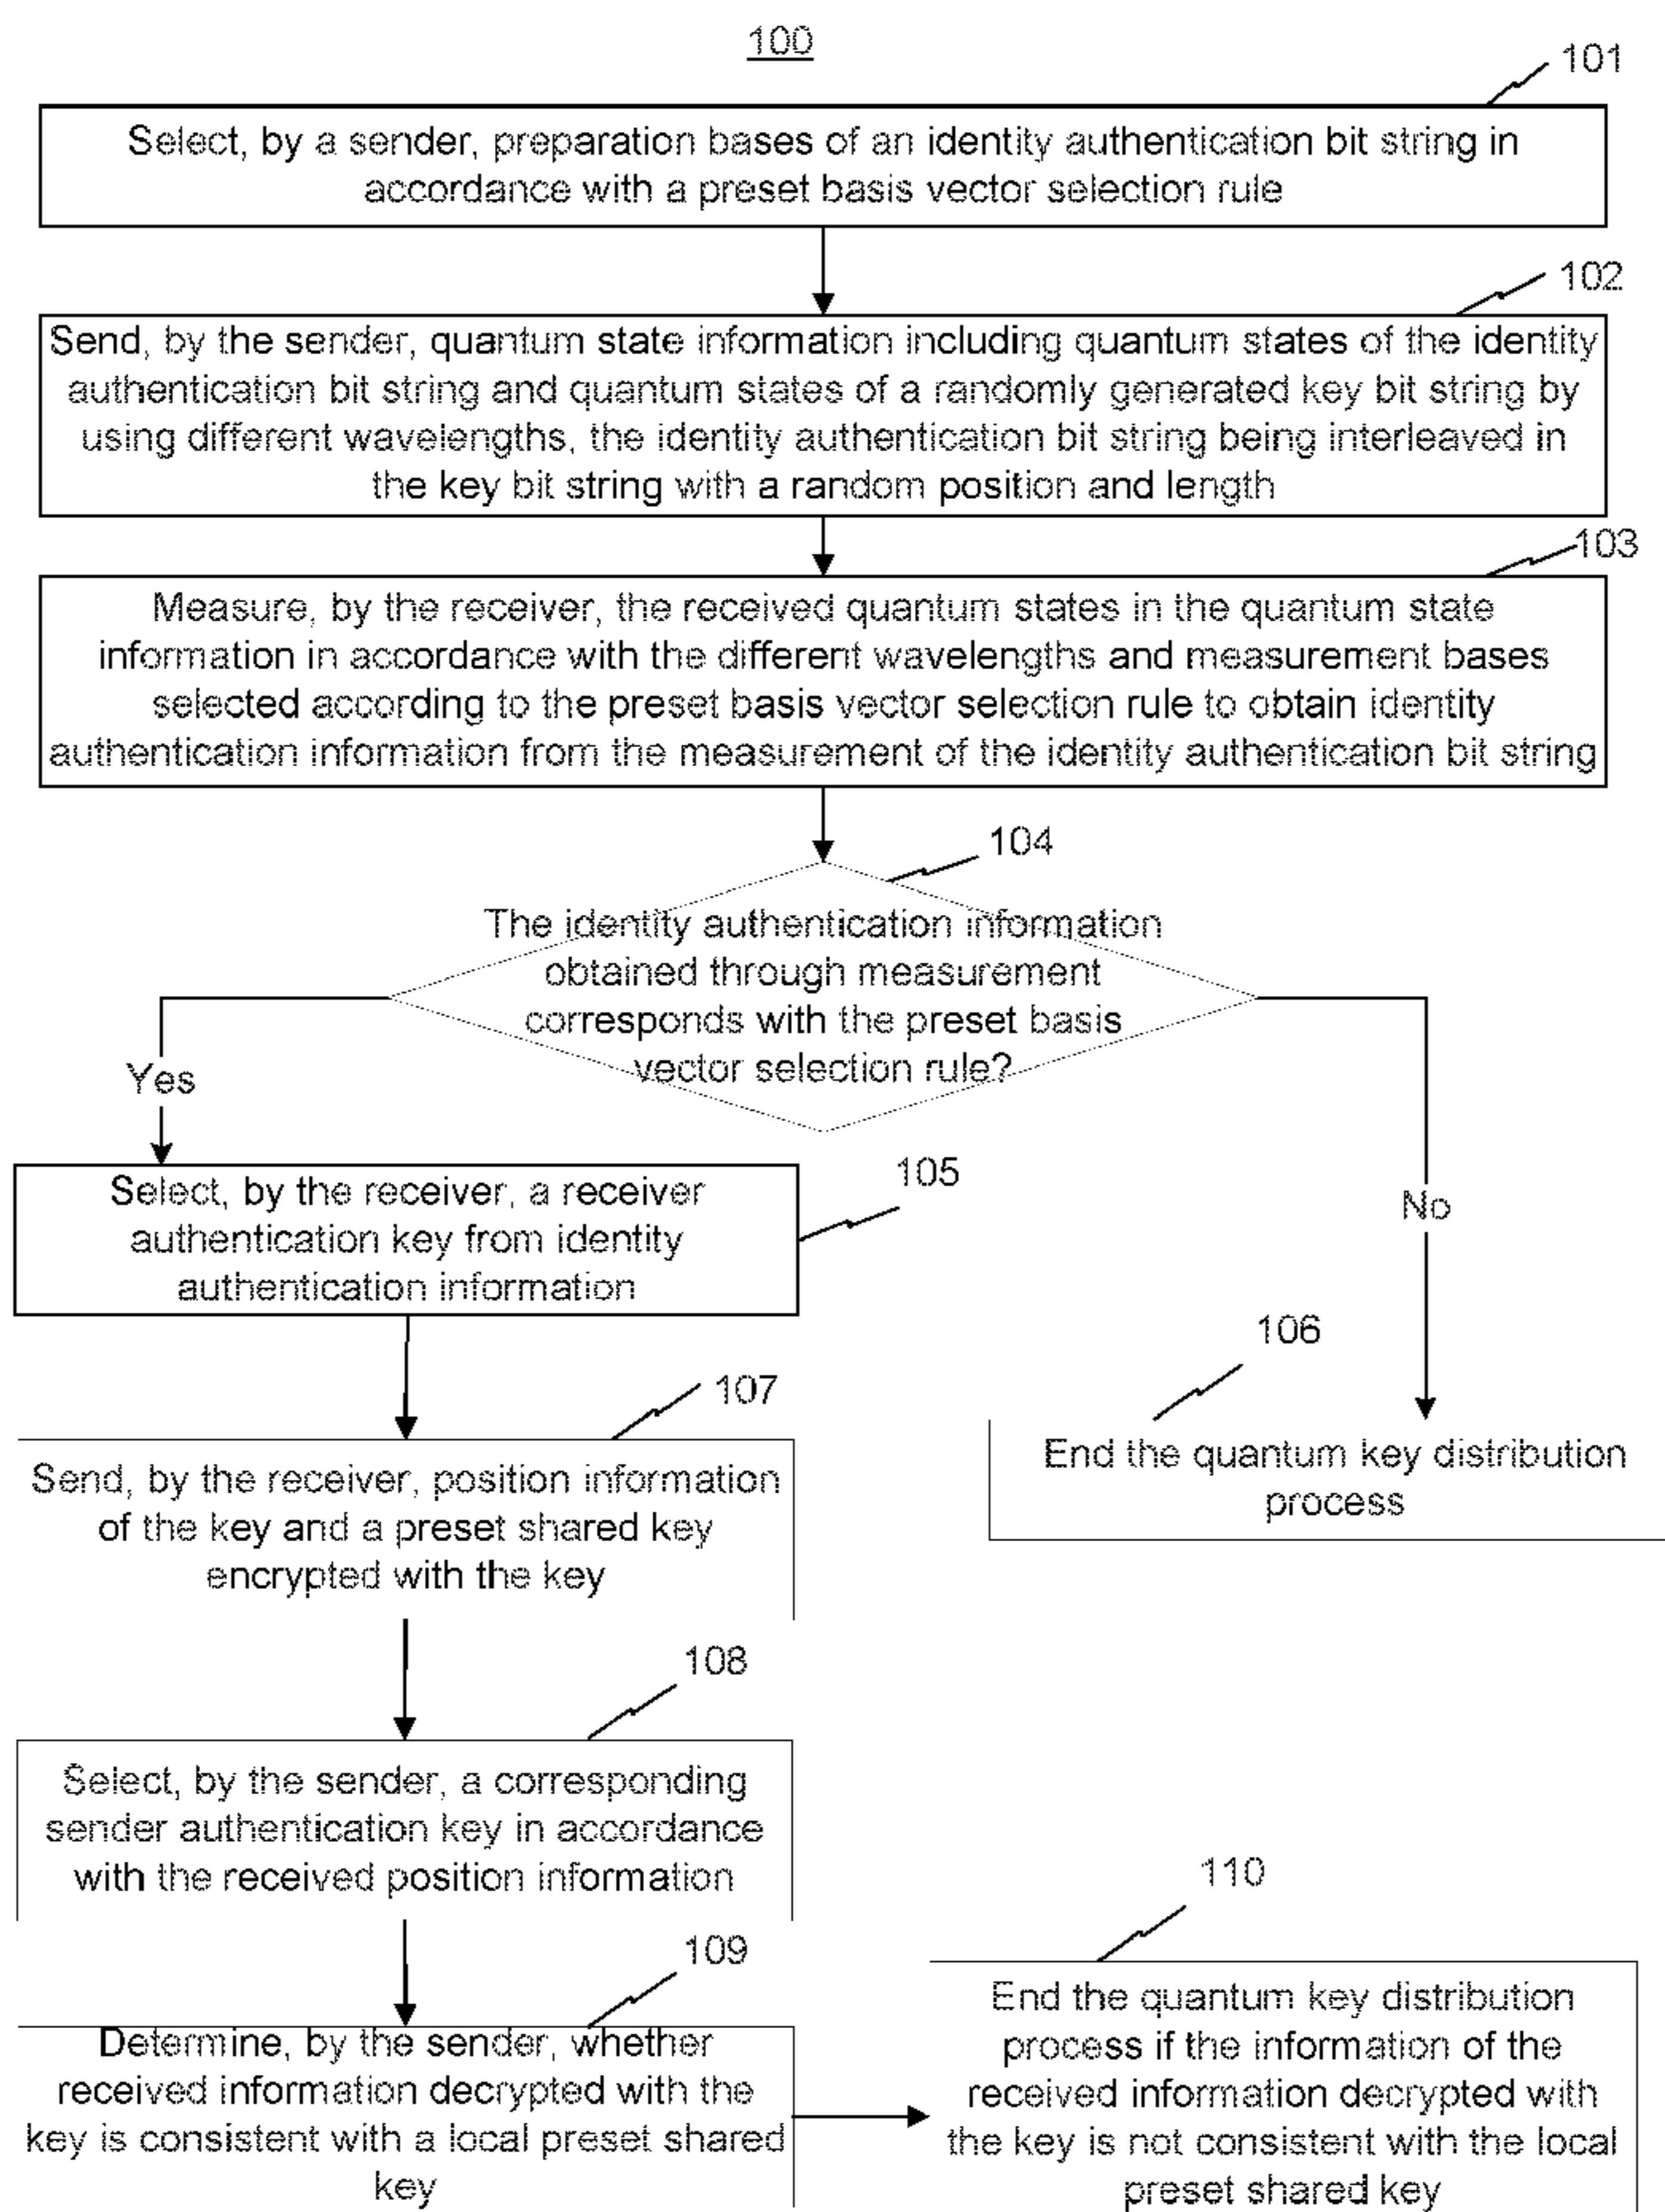 100
101
Select, by a sender, preparation bases of an identity authentication bit string in
accordance with a preset basis vector selection rule
102
Send, by the sender, quantum state information including quantum states of the identity
authentication bit string and quantum states of a randomly generated key bit string by
using different wavelengths, the identity authentication bit string being interleaved in
the key bit string with a random position and length
103
Measure, by the receiver, the received quantum states in the quantum state
information in accordance with the different wavelengths and measurement bases
selected according to the preset basis vector selection rule to obtain identity
authentication information from the measurement of the identity authentication bit string
104
The identity authentication information
obtained through measurement
corresponds with the preset basis
vector selection rule?
Yes
No
105
Select, by the receiver, a receiver
authentication key from identity
authentication information
106
End the quantum key distribution
process
107
Send, by the receiver, position information
of the key and a preset shared key
encrypted with the key
108
Select, by the sender, a corresponding
sender authentication key in accordance
with the received position information
109
Determine, by the sender, whether
received information decrypted with the
key is consistent with a local preset shared
key
110
End the quantum key distribution
process if the information of the
received information decrypted with
the key is not consistent with the local
preset shared key